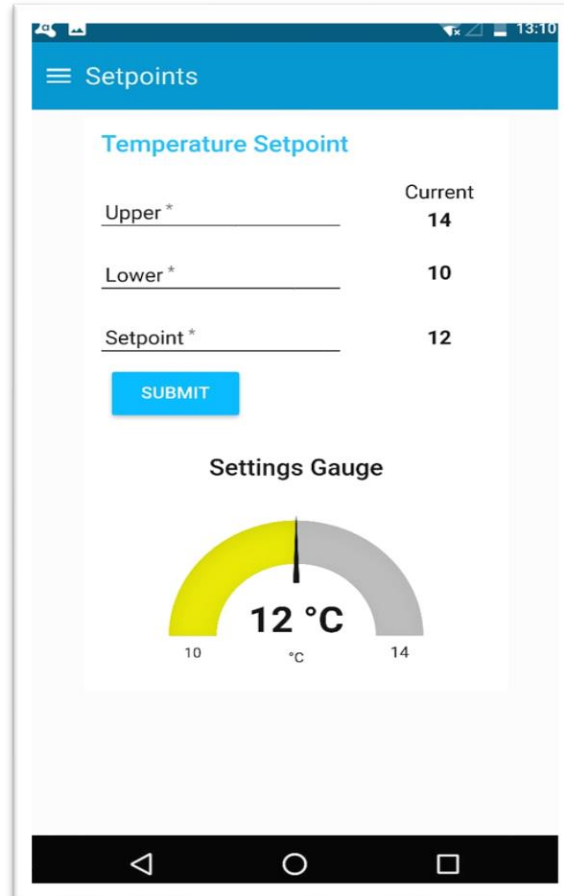 13:10
Setpoints
Temperature Setpoint
Current
Upper * 14
Lower * 10
Setpoint * 12
SUBMIT
Settings Gauge
12 °C
10 °C 14